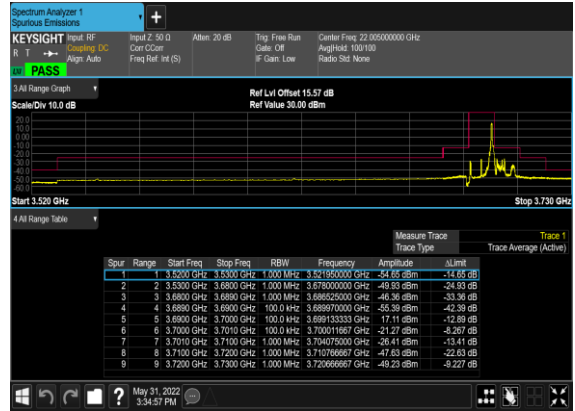 Spectrum Analyzer 1
Spurious Emissions
+
KEYSIGHT Input: RF Input Z: 50 Ω Atten: 20 dB Trig: Free Run Center Freq: 22.005000000 GHz
R T Coupling: DC Corr CCorr Gate: Off Avg|Hold: 100/100
Align: Auto Freq Ref: Int (S) IF Gain: Low Radio Std: None
PASS
3 All Range Graph
Ref Lvl Offset 15.57 dB
Scale/Div 10.0 dB Ref Value 30.00 dBm
20.0
10.0
0.00
-10.0
-20.0
-30.0
-40.0
-50.0
-60.0
Start 3.520 GHz Stop 3.730 GHz
4 All Range Table
Measure Trace Trace 1
Trace Type Trace Average (Active)
Spur Range Start Freq Stop Freq RBW Frequency Amplitude ΔLimit
1 1 3.5200 GHz 3.5300 GHz 1.000 MHz 3.521950000 GHz -54.65 dBm -14.65 dB
2 2 3.5300 GHz 3.6800 GHz 1.000 MHz 3.678000000 GHz -49.93 dBm -24.93 dB
3 3 3.6800 GHz 3.6890 GHz 1.000 MHz 3.686525000 GHz -46.36 dBm -33.36 dB
4 4 3.6890 GHz 3.6900 GHz 100.0 kHz 3.689970000 GHz -55.39 dBm -42.39 dB
5 5 3.6900 GHz 3.7000 GHz 100.0 kHz 3.699133333 GHz 17.11 dBm -12.89 dB
6 6 3.7000 GHz 3.7010 GHz 100.0 kHz 3.700011667 GHz -21.27 dBm -8.267 dB
7 7 3.7010 GHz 3.7100 GHz 1.000 MHz 3.704075000 GHz -26.41 dBm -13.41 dB
8 8 3.7100 GHz 3.7200 GHz 1.000 MHz 3.710766667 GHz -47.63 dBm -22.63 dB
9 9 3.7200 GHz 3.7300 GHz 1.000 MHz 3.720666667 GHz -49.23 dBm -9.227 dB
? May 31, 2022
3:34:57 PM